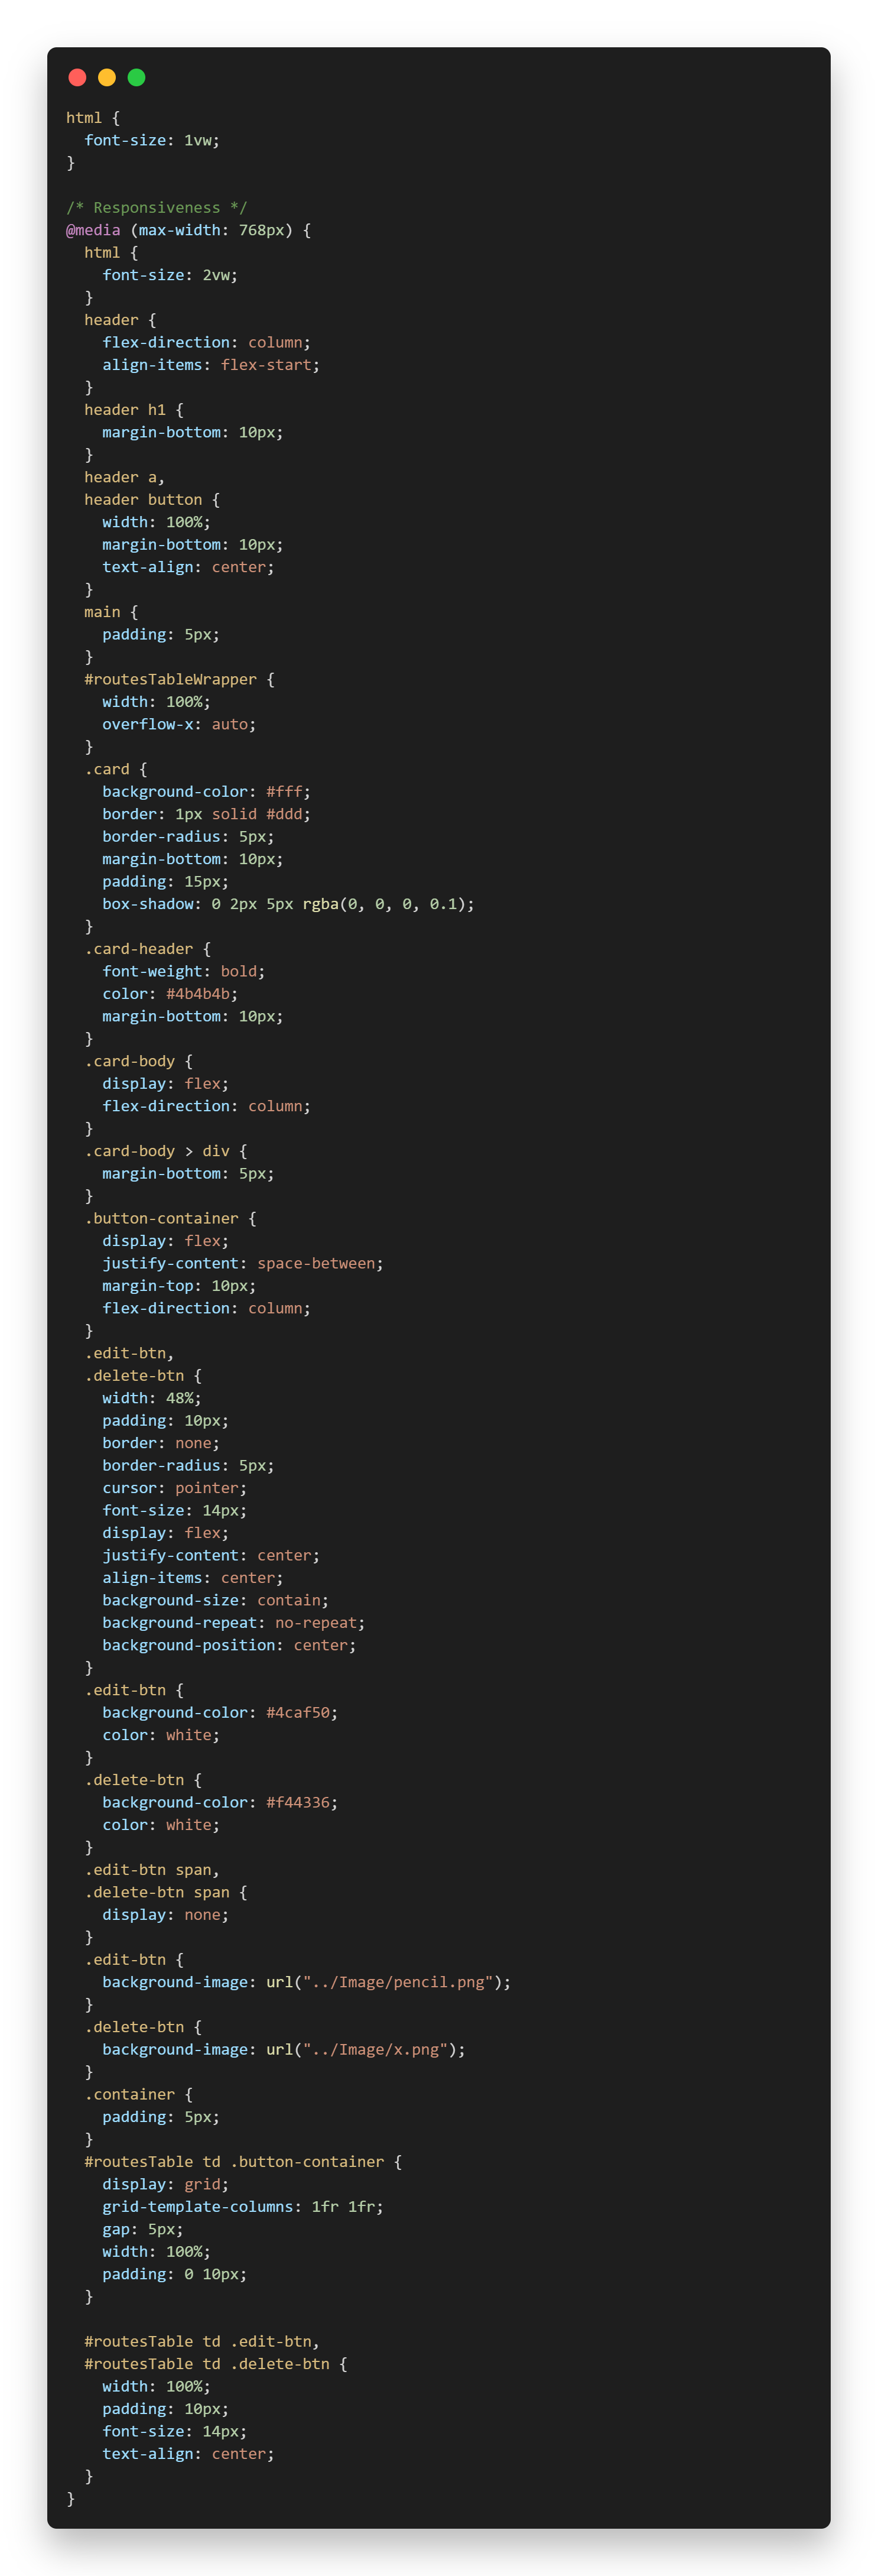 html {
  font-size: 1vw;
}

/* Responsiveness */
@media (max-width: 768px) {
  html {
    font-size: 2vw;
  }
  header {
    flex-direction: column;
    align-items: flex-start;
  }
  header h1 {
    margin-bottom: 10px;
  }
  header a,
  header button {
    width: 100%;
    margin-bottom: 10px;
    text-align: center;
  }
  main {
    padding: 5px;
  }
  #routesTableWrapper {
    width: 100%;
    overflow-x: auto;
  }
  .card {
    background-color: #fff;
    border: 1px solid #ddd;
    border-radius: 5px;
    margin-bottom: 10px;
    padding: 15px;
    box-shadow: 0 2px 5px rgba(0, 0, 0, 0.1);
  }
  .card-header {
    font-weight: bold;
    color: #4b4b4b;
    margin-bottom: 10px;
  }
  .card-body {
    display: flex;
    flex-direction: column;
  }
  .card-body > div {
    margin-bottom: 5px;
  }
  .button-container {
    display: flex;
    justify-content: space-between;
    margin-top: 10px;
    flex-direction: column;
  }
  .edit-btn,
  .delete-btn {
    width: 48%;
    padding: 10px;
    border: none;
    border-radius: 5px;
    cursor: pointer;
    font-size: 14px;
    display: flex;
    justify-content: center;
    align-items: center;
    background-size: contain;
    background-repeat: no-repeat;
    background-position: center;
  }
  .edit-btn {
    background-color: #4caf50;
    color: white;
  }
  .delete-btn {
    background-color: #f44336;
    color: white;
  }
  .edit-btn span,
  .delete-btn span {
    display: none;
  }
  .edit-btn {
    background-image: url("../Image/pencil.png");
  }
  .delete-btn {
    background-image: url("../Image/x.png");
  }
  .container {
    padding: 5px;
  }
  #routesTable td .button-container {
    display: grid;
    grid-template-columns: 1fr 1fr;
    gap: 5px;
    width: 100%;
    padding: 0 10px;
  }

  #routesTable td .edit-btn,
  #routesTable td .delete-btn {
    width: 100%;
    padding: 10px;
    font-size: 14px;
    text-align: center;
  }
}